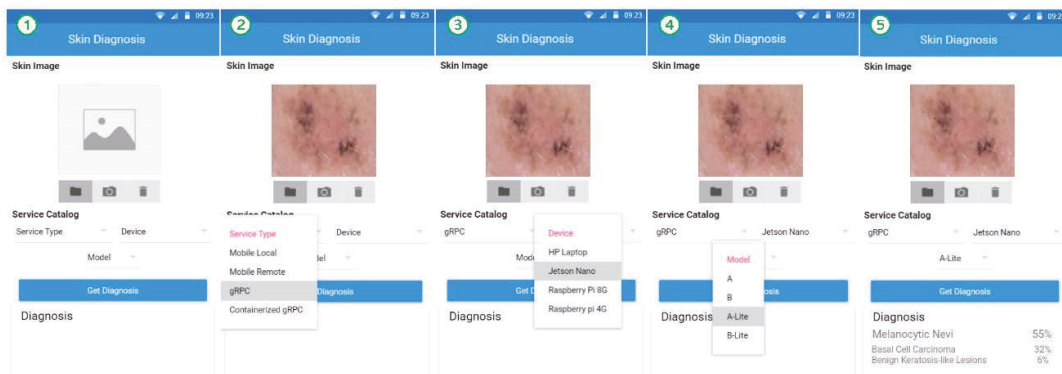 1
09:23
Skin Diagnosis
Skin Image
Service Catalog
Service Type Device
Model
Get Diagnosis
Diagnosis
2
09:23
Skin Diagnosis
Skin Image
Service Catalog
Service Type
Device
Mobile Local
Mobile Remote
gRPC
Diagnosis
Containerized gRPC
3
09:23
Skin Diagnosis
Skin Image
Service Catalog
gRPC
Device
HP Laptop
Jetson Nano
Raspberry Pi 8G
Raspberry pi 4G
Diagnosis
4
09:23
Skin Diagnosis
Skin Image
Service Catalog
gRPC Jetson Nano
Model
A
B
A-Lite
B-Lite
Diagnosis
5
Skin Diagnosis
Skin Image
Service Catalog
gRPC Jetson Nano
A-Lite
Get Diagnosis
Diagnosis
Melanocytic Nevi 55%
Basal Cell Carcinoma 32%
Benign Keratosis-like Lesions 6%